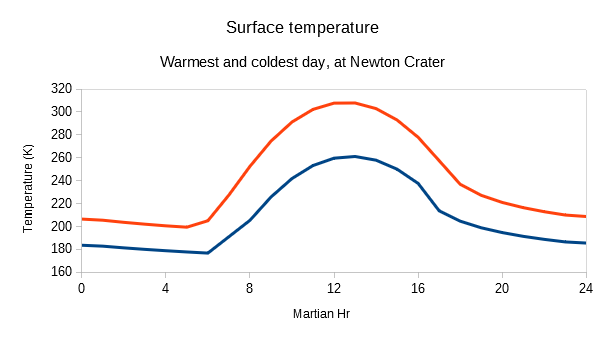 Surface temperature
Warmest and coldest day, at Newton Crater
Temperature (K)
320
300
280
260
240
220
200
180
160
0 4 8 12 16 20 24
Martian Hr